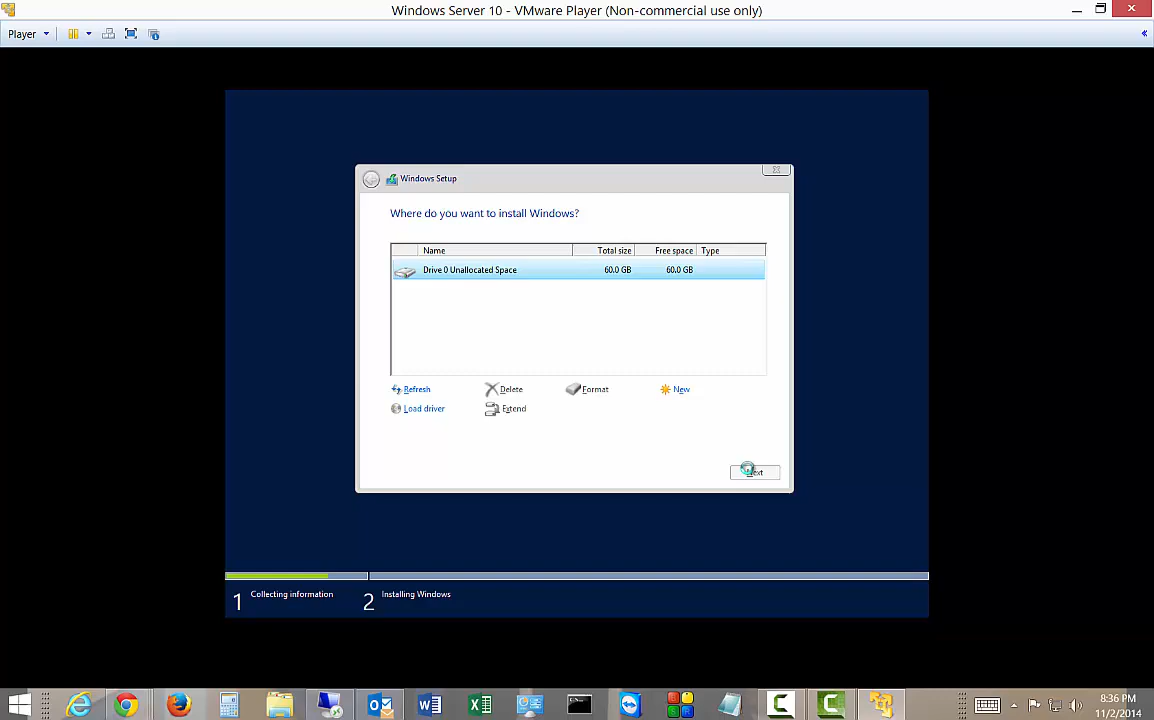 Windows Server 10 - VMware Player (Non-commercial use only)
Player
Windows Setup
Where do you want to install Windows?
Name Total size Free space Type
Drive 0 Unallocated Space 60.0 GB 60.0 GB
Refresh Delete Format New
Load driver Extend
1 Collecting information 2 Installing Windows
8:36 PM
11/2/2014